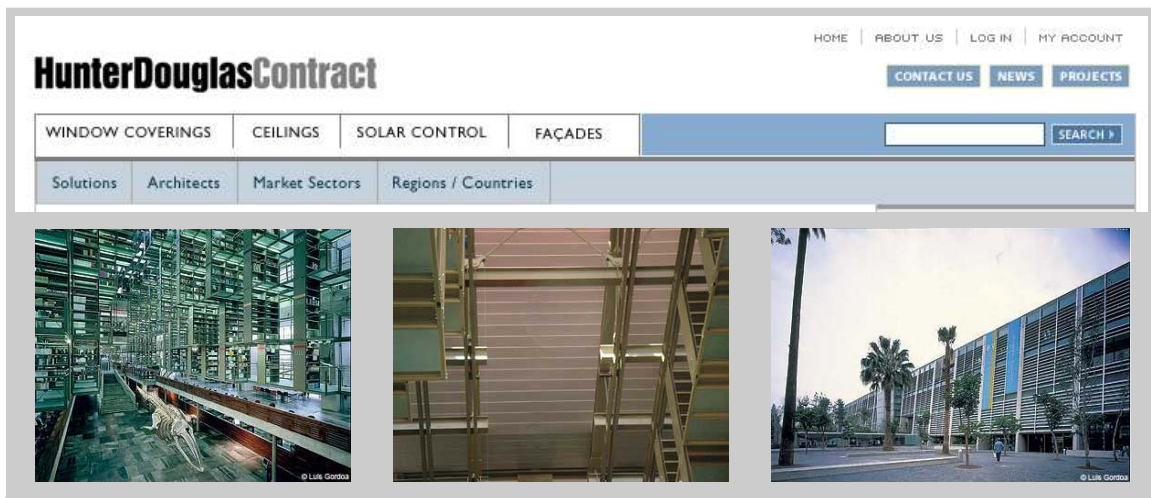 HOME | ABOUT US | LOG IN | MY ACCOUNT
HunterDouglasContract
CONTACT US NEWS PROJECTS
WINDOW COVERINGS CEILINGS SOLAR CONTROL FAÇADES SEARCH
Solutions Architects Market Sectors Regions / Countries
© Luis Gordoa
© Luis Gordoa